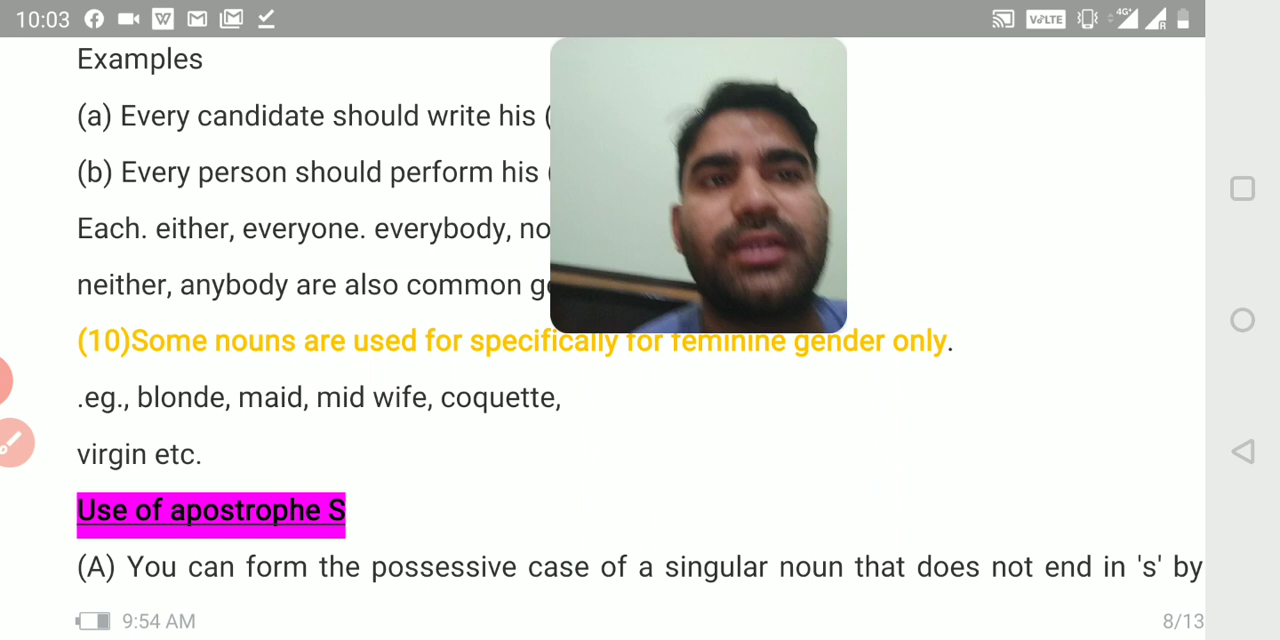 10:03 W VoLTE 4G+ R
Examples
(a) Every candidate should write his (
(b) Every person should perform his
Each. either, everyone. everybody, no
neither, anybody are also common g
(10)Some nouns are used for specifically for feminine gender only.
.eg., blonde, maid, mid wife, coquette,
virgin etc.
Use of apostrophe S
(A) You can form the possessive case of a singular noun that does not end in 's' by
9:54 AM 8/13